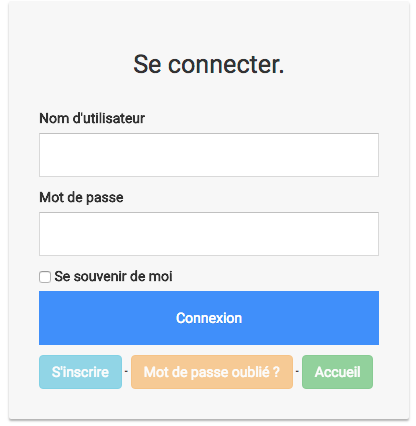 Se connecter.
Nom d'utilisateur
Mot de passe
Se souvenir de moi
Connexion
S'inscrire - Mot de passe oublié ? - Accueil